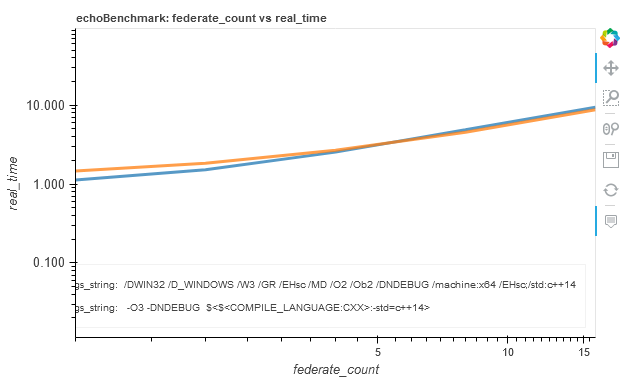 echoBenchmark: federate_count vs real_time
10.000
1.000
0.100
real_time
gs_string: /DWIN32 /D_WINDOWS /W3 /GR /EHsc /MD /O2 /Ob2 /DNDEBUG /machine:x64 /EHsc;/std:c++14
gs_string: -O3 -DNDEBUG $<$<COMPILE_LANGUAGE:CXX>:-std=c++14>
5
10
15
federate_count